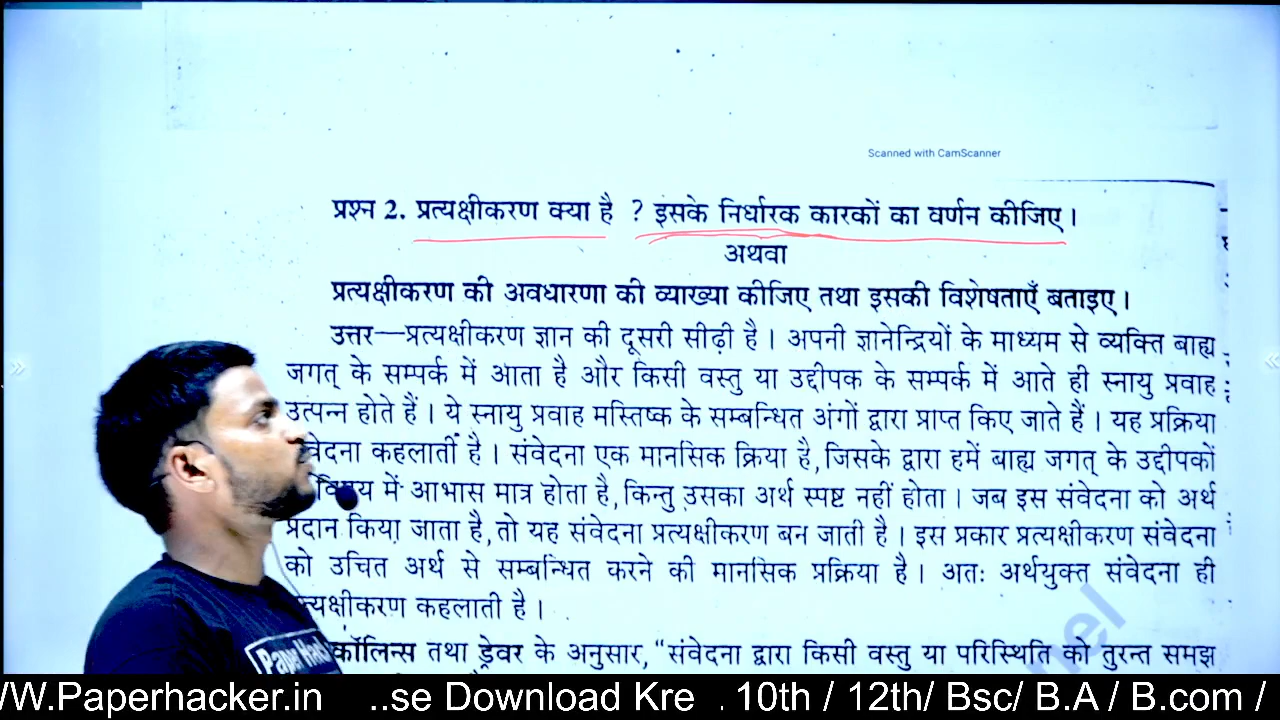 Scanned with CamScanner
प्रश्न 2. प्रत्यक्षीकरण क्या है ? इसके निर्धारक कारकों का वर्णन कीजिए।
अथवा
प्रत्यक्षीकरण की अवधारणा की व्याख्या कीजिए तथा इसकी विशेषताएँ बताइए।
उत्तर—प्रत्यक्षीकरण ज्ञान की दूसरी सीढ़ी है। अपनी ज्ञानेन्द्रियों के माध्यम से व्यक्ति बाह्य
जगत् के सम्पर्क में आता है और किसी वस्तु या उद्दीपक के सम्पर्क में आते ही स्नायु प्रवाह
उत्पन्न होते हैं। ये स्नायु प्रवाह मस्तिष्क के सम्बन्धित अंगों द्वारा प्राप्त किए जाते हैं। यह प्रक्रिया
कहलाती है। संवेदना एक मानसिक क्रिया है, जिसके द्वारा हमें बाह्य जगत् के उद्दीपकों
में आभास मात्र होता है, किन्तु उसका अर्थ स्पष्ट नहीं होता। जब इस संवेदना को अर्थ
प्रदान किया जाता है, तो यह संवेदना प्रत्यक्षीकरण बन जाती है। इस प्रकार प्रत्यक्षीकरण संवेदना
को उचित अर्थ से सम्बन्धित करने की मानसिक प्रक्रिया है। अतः अर्थयुक्त संवेदना ही
कहलाती है।
कॉलिन्स तथा ड्रेवर के अनुसार, “संवेदना द्वारा किसी वस्तु या परिस्थिति को तुरन्त समझ
W.Paperhacker.in ..se Download Kre . 10th / 12th/ Bsc/ B.A / B.com /